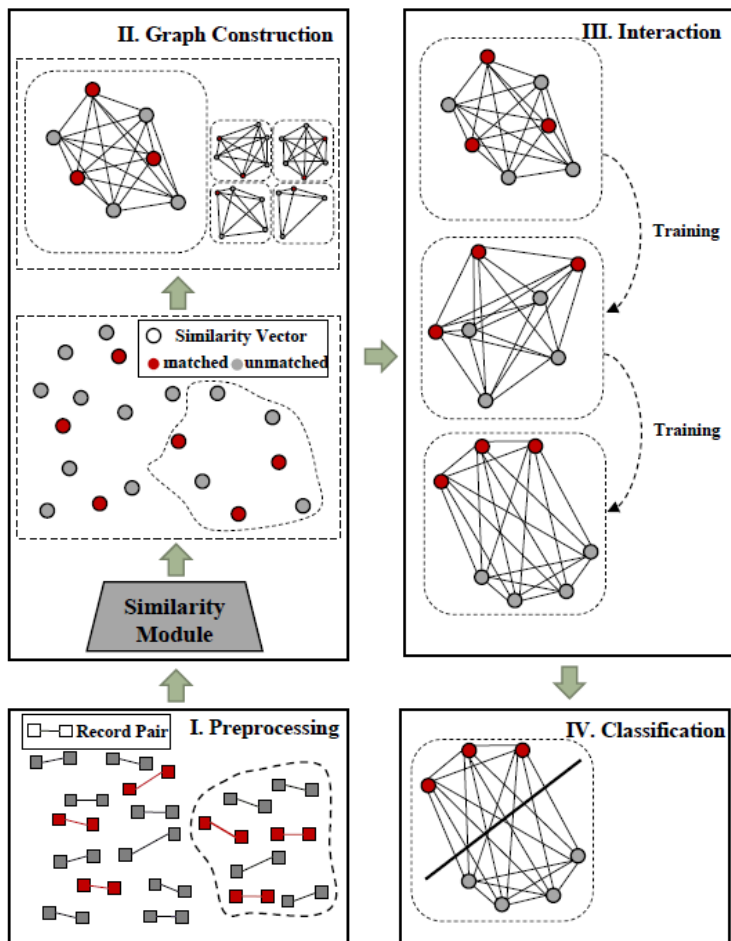 II. Graph Construction
Similarity Vector
matched unmatched
Similarity
Module
Record Pair
I. Preprocessing
III. Interaction
Training
Training
IV. Classification